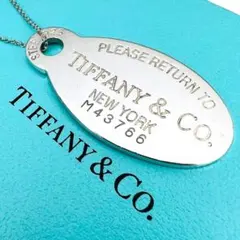 PLEASE RETURN TO
TIFFANY & CO.
NEW YORK
M43766
TIFFANY & CO.